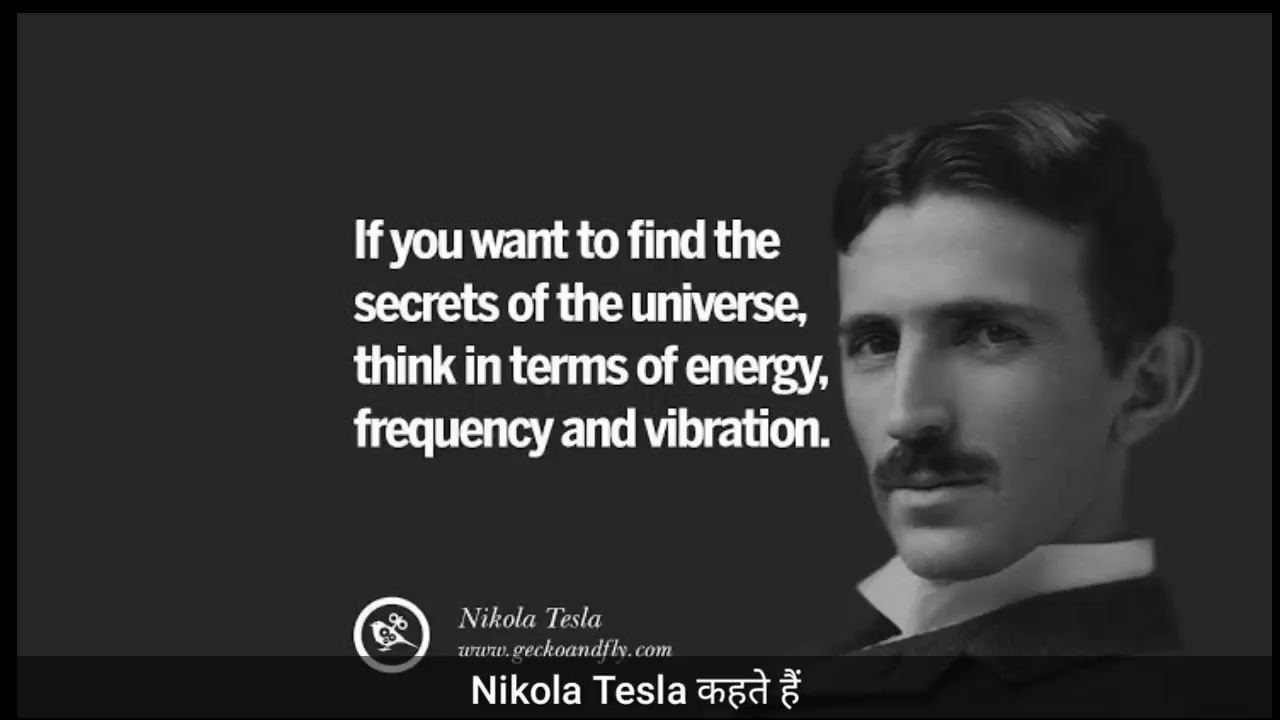 If you want to find the
secrets of the universe,
think in terms of energy,
frequency and vibration.
Nikola Tesla
www.geckoandfly.com
Nikola Tesla कहते हैं